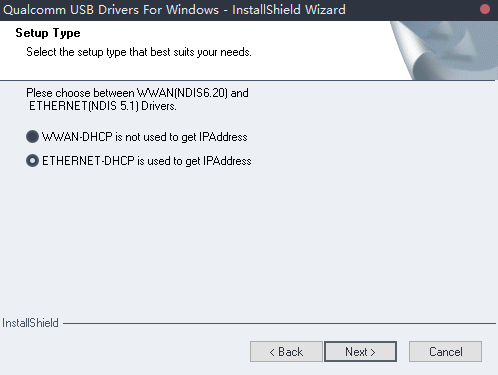 Qualcomm USB Drivers For Windows - InstallShield Wizard
Setup Type
Select the setup type that best suits your needs.
Plese choose between WWAN(NDIS6.20) and
ETHERNET(NDIS 5.1) Drivers.
WWAN-DHCP is not used to get IPAddress
ETHERNET-DHCP is used to get IPAddress
InstallShield
< Back
Next >
Cancel